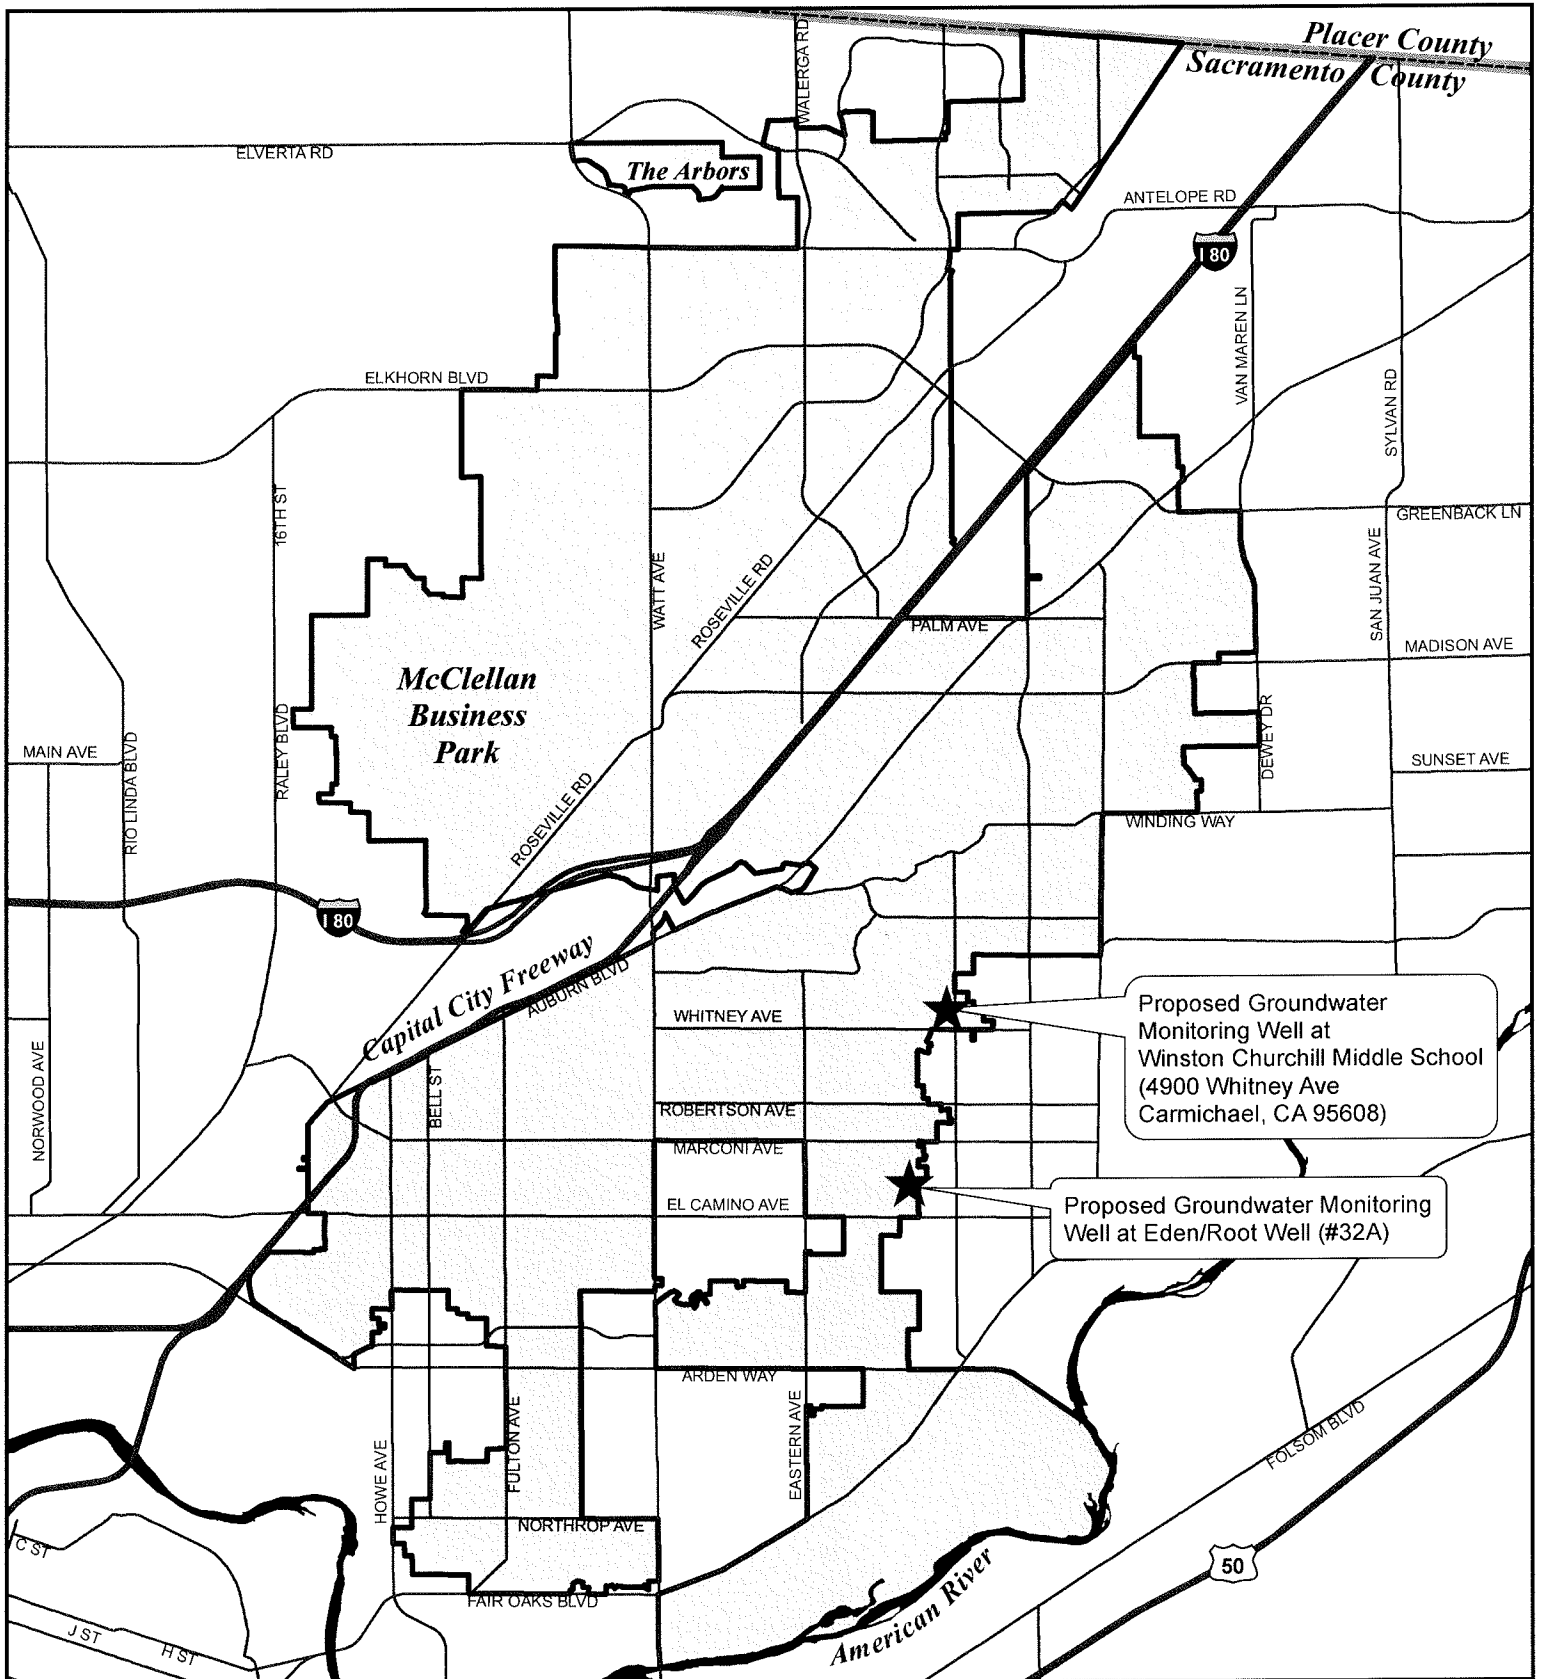 Placer County
Sacramento County
WALERGA RD
ELVERTA RD
The Arbors
ANTELOPE RD
I 80
VAN MAREN LN
SYLVAN RD
ELKHORN BLVD
16TH ST
GREENBACK LN
WATT AVE
ROSEVILLE RD
SAN JUAN AVE
PALM AVE
MADISON AVE
McClellan
Business
Park
RALEY BLVD
DEWEY DR
MAIN AVE
RIO LINDA BLVD
SUNSET AVE
ROSEVILLE RD
WINDING WAY
I 80
Capital City Freeway
AUBURN BLVD
WHITNEY AVE
Proposed Groundwater
Monitoring Well at
Winston Churchill Middle School
(4900 Whitney Ave
Carmichael, CA 95608)
NORWOOD AVE
BELL ST
ROBERTSON AVE
MARCONI AVE
EL CAMINO AVE
Proposed Groundwater Monitoring
Well at Eden/Root Well (#32A)
ARDEN WAY
HOWE AVE
FULTON AVE
EASTERN AVE
FOLSOM BLVD
NORTHROP AVE
C ST
50
FAIR OAKS BLVD
American River
J ST
H ST